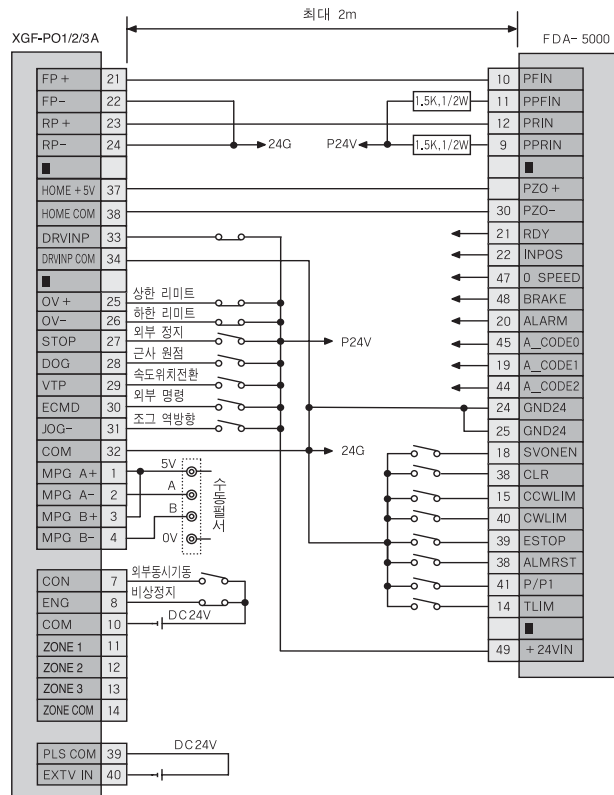 최대 2m
XGF-PO1/2/3A
FDA-5000
FP+ 21
FP- 22
RP+ 23
RP- 24
HOME +5V 37
HOME COM 38
DRVINP 33
DRVINP COM 34
OV+ 25 상한 리미트
OV- 26 하한 리미트
STOP 27 외부 정지
DOG 28 근사 원점
VTP 29 속도위치전환
ECMD 30 외부 명령
JOG- 31 조그 역방향
COM 32
MPG A+ 1 5V
MPG A- 2 A
MPG B+ 3 B
MPG B- 4 0V
수동펄서
CON 7 외부동시기동
ENG 8 비상정지
COM 10 DC24V
ZONE 1 11
ZONE 2 12
ZONE 3 13
ZONE COM 14
PLS COM 39 DC24V
EXTV IN 40
24G
P24V
1.5K,1/2W
1.5K,1/2W
P24V
24G
10 PFIN
11 PPFIN
12 PRIN
9 PPRIN
PZO+
30 PZO-
21 RDY
22 INPOS
47 0 SPEED
48 BRAKE
20 ALARM
45 A_CODE0
19 A_CODE1
44 A_CODE2
24 GND24
25 GND24
18 SVONEN
38 CLR
15 CCWLIM
40 CWLIM
39 ESTOP
38 ALMRST
41 P/P1
14 TLIM
49 +24VIN